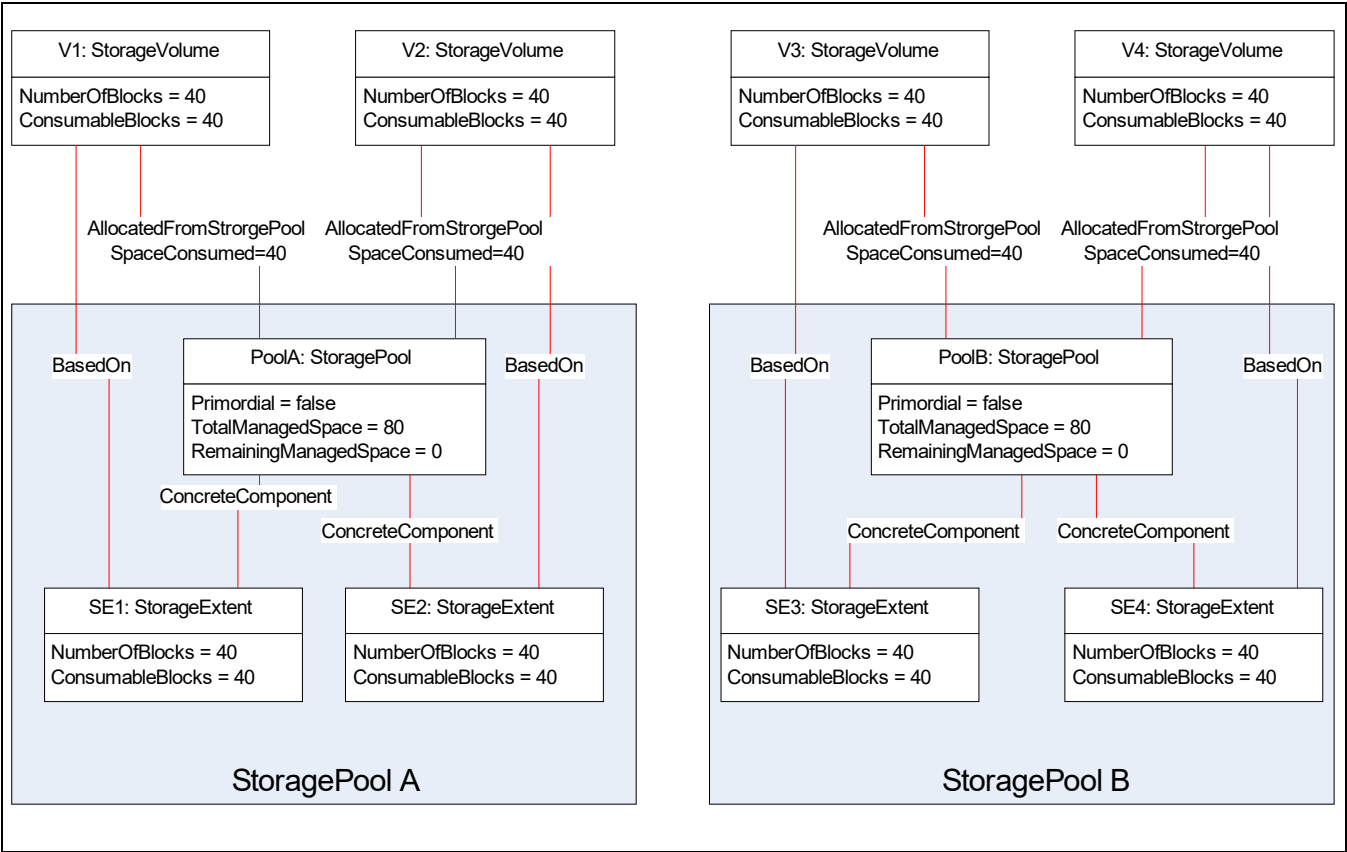 V1: StorageVolume
NumberOfBlocks = 40
ConsumableBlocks = 40
V2: StorageVolume
NumberOfBlocks = 40
ConsumableBlocks = 40
V3: StorageVolume
NumberOfBlocks = 40
ConsumableBlocks = 40
V4: StorageVolume
NumberOfBlocks = 40
ConsumableBlocks = 40
AllocatedFromStrorgePool
SpaceConsumed=40
AllocatedFromStrorgePool
SpaceConsumed=40
AllocatedFromStrorgePool
SpaceConsumed=40
AllocatedFromStrorgePool
SpaceConsumed=40
BasedOn
PoolA: StoragePool
Primordial = false
TotalManagedSpace = 80
RemainingManagedSpace = 0
BasedOn
ConcreteComponent
ConcreteComponent
SE1: StorageExtent
NumberOfBlocks = 40
ConsumableBlocks = 40
SE2: StorageExtent
NumberOfBlocks = 40
ConsumableBlocks = 40
StoragePool A
BasedOn
PoolB: StoragePool
Primordial = false
TotalManagedSpace = 80
RemainingManagedSpace = 0
BasedOn
ConcreteComponent
ConcreteComponent
SE3: StorageExtent
NumberOfBlocks = 40
ConsumableBlocks = 40
SE4: StorageExtent
NumberOfBlocks = 40
ConsumableBlocks = 40
StoragePool B